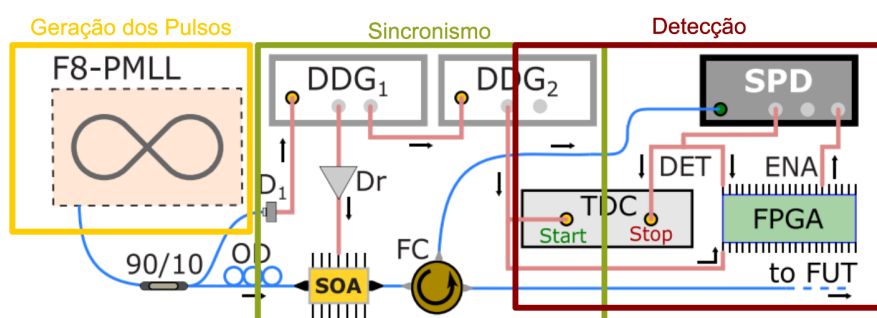 Geração dos Pulsos
Sincronismo
Detecção
F8-PMLL
DDG1
DDG2
SPD
D1
Dr
DET
ENA
TDC
Start
Stop
FPGA
90/10
OD
SOA
FC
to FUT